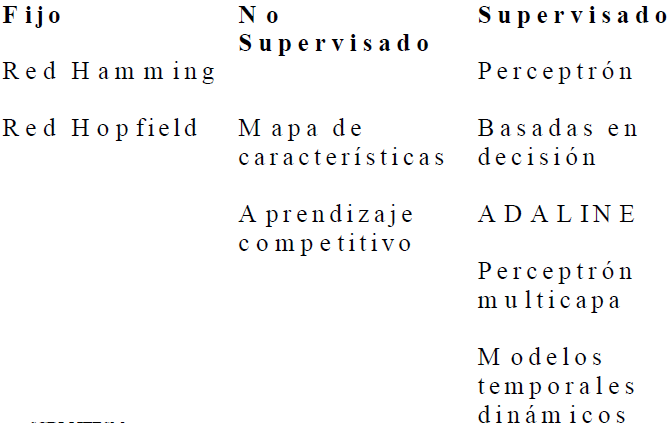 Fijo No Supervisado
Supervisado
Red Hamming Perceptrón
Red Hopfield Mapa de Basadas en
características decisión
Aprendizaje ADALINE
competitivo
Perceptrón
multicapa
Modelos
temporales
dinámicos